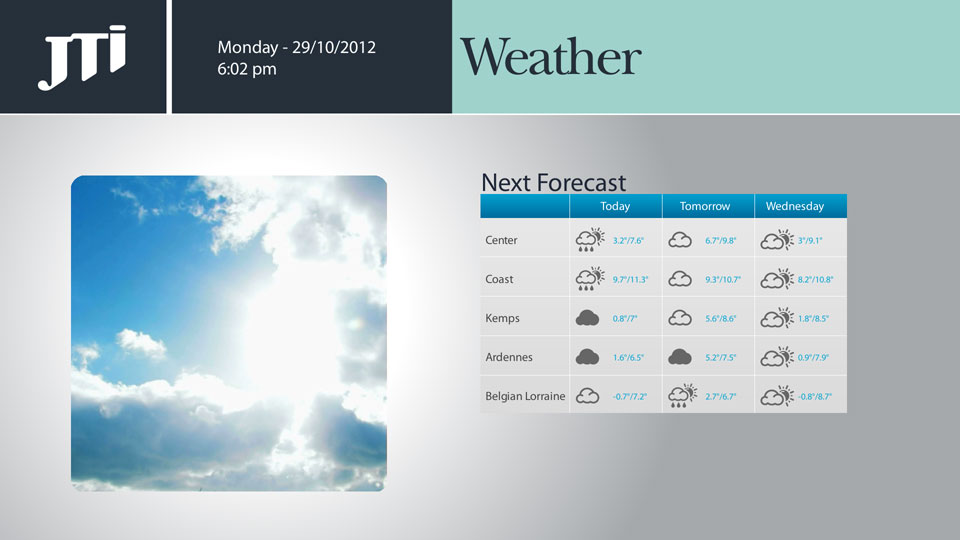 JTi
Monday - 29/10/2012
6:02 pm
Weather
Next Forecast
Today Tomorrow Wednesday
Center 3.2°/7.6° 6.7°/9.8° 3°/9.1°
Coast 9.7°/11.3° 9.3°/10.7° 8.2°/10.8°
Kemps 0.8°/7° 5.6°/8.6° 1.8°/8.5°
Ardennes 1.6°/6.5° 5.2°/7.5° 0.9°/7.9°
Belgian Lorraine -0.7°/7.2° 2.7°/6.7° -0.8°/8.7°